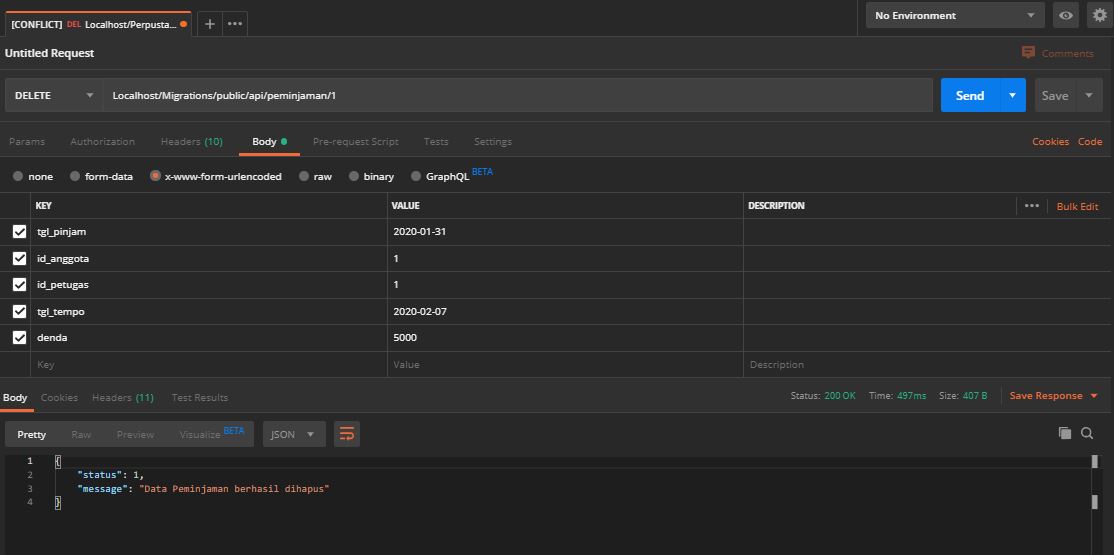 [CONFLICT] DEL Localhost/Perpusta... + ••• No Environment
Untitled Request Comments
DELETE Localhost/Migrations/public/api/peminjaman/1 Send Save
Params Authorization Headers (10) Body Pre-request Script Tests Settings Cookies Code
none form-data x-www-form-urlencoded raw binary GraphQL BETA
KEY VALUE DESCRIPTION ••• Bulk Edit
tgl_pinjam 2020-01-31
id_anggota 1
id_petugas 1
tgl_tempo 2020-02-07
denda 5000
Key Value Description
Body Cookies Headers (11) Test Results Status: 200 OK Time: 497ms Size: 407 B Save Response
Pretty Raw Preview Visualize BETA JSON
1 {
2 "status": 1,
3 "message": "Data Peminjaman berhasil dihapus"
4 }